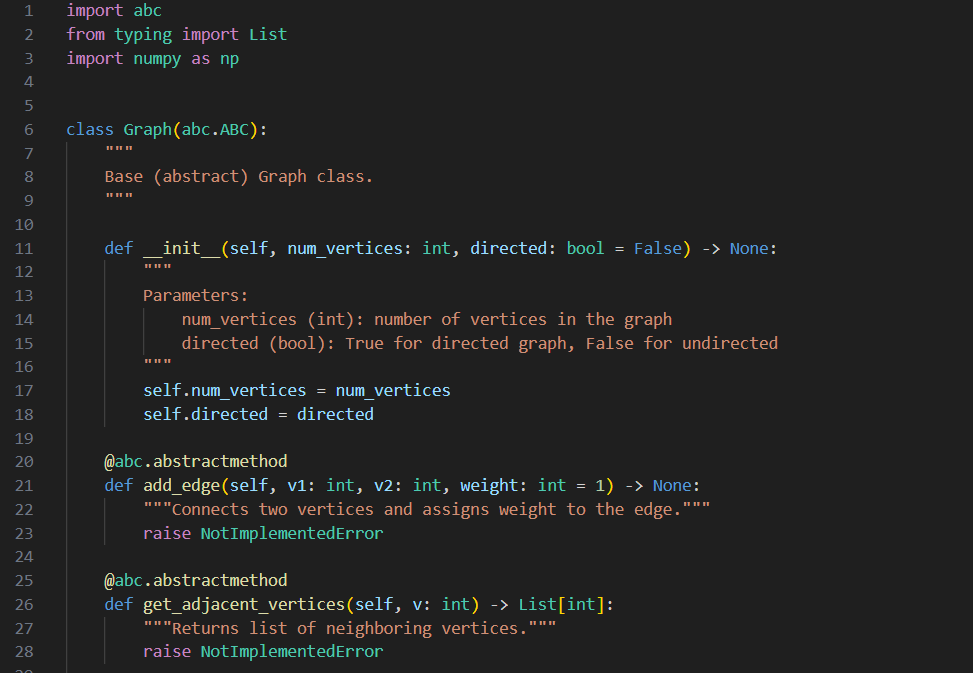 1 import abc
2 from typing import List
3 import numpy as np
4
5
6 class Graph(abc.ABC):
7     """
8     Base (abstract) Graph class.
9     """
10
11     def __init__(self, num_vertices: int, directed: bool = False) -> None:
12         """
13         Parameters:
14             num_vertices (int): number of vertices in the graph
15             directed (bool): True for directed graph, False for undirected
16         """
17         self.num_vertices = num_vertices
18         self.directed = directed
19
20     @abc.abstractmethod
21     def add_edge(self, v1: int, v2: int, weight: int = 1) -> None:
22         """Connects two vertices and assigns weight to the edge."""
23         raise NotImplementedError
24
25     @abc.abstractmethod
26     def get_adjacent_vertices(self, v: int) -> List[int]:
27         """Returns list of neighboring vertices."""
28         raise NotImplementedError